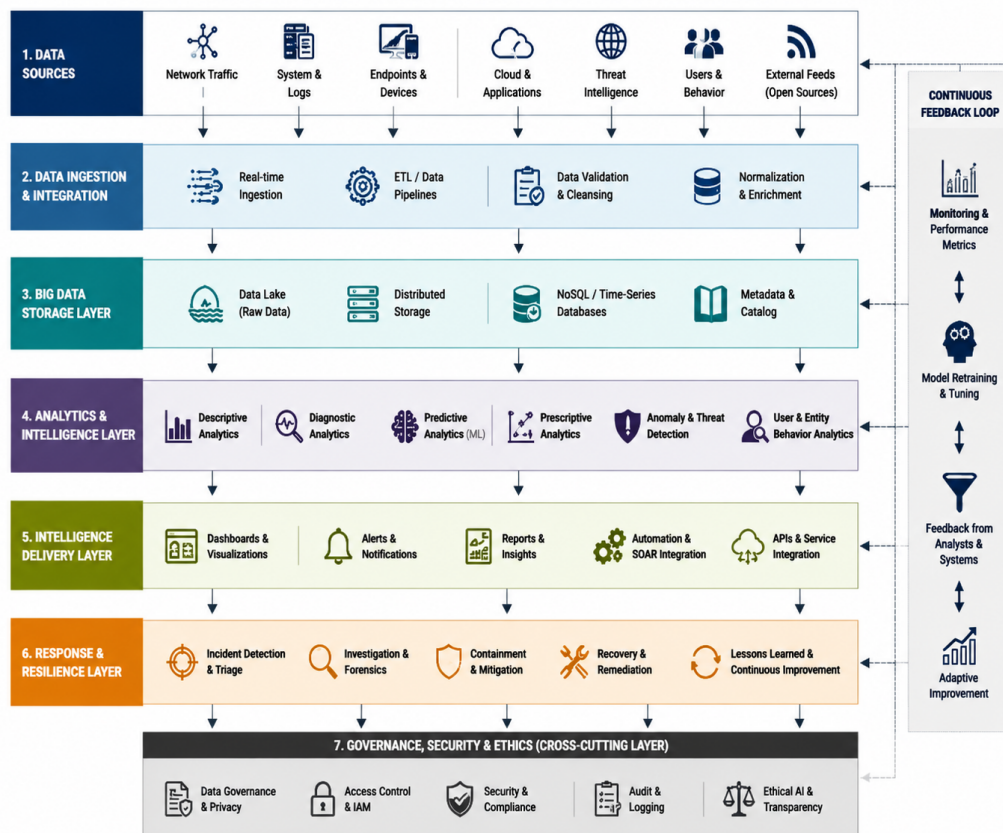 1. DATA
SOURCES
Network Traffic
System &
Logs
Endpoints &
Devices
Cloud &
Applications
Threat
Intelligence
Users &
Behavior
External Feeds
(Open Sources)
2. DATA INGESTION
& INTEGRATION
Real-time
Ingestion
ETL / Data
Pipelines
Data Validation
& Cleansing
Normalization
& Enrichment
3. BIG DATA
STORAGE LAYER
Data Lake
(Raw Data)
Distributed
Storage
NoSQL / Time-Series
Databases
Metadata &
Catalog
4. ANALYTICS &
INTELLIGENCE LAYER
Descriptive
Analytics
Diagnostic
Analytics
Predictive
Analytics (ML)
Prescriptive
Analytics
Anomaly & Threat
Detection
User & Entity
Behavior Analytics
5. INTELLIGENCE
DELIVERY LAYER
Dashboards &
Visualizations
Alerts &
Notifications
Reports &
Insights
Automation &
SOAR Integration
APIs & Service
Integration
6. RESPONSE &
RESILIENCE LAYER
Incident Detection
& Triage
Investigation &
Forensics
Containment
& Mitigation
Recovery &
Remediation
Lessons Learned &
Continuous Improvement
7. GOVERNANCE, SECURITY & ETHICS (CROSS-CUTTING LAYER)
Data Governance
& Privacy
Access Control
& IAM
Security &
Compliance
Audit &
Logging
Ethical AI &
Transparency
CONTINUOUS
FEEDBACK LOOP
Monitoring &
Performance
Metrics
Model Retraining
& Tuning
Feedback from
Analysts &
Systems
Adaptive
Improvement